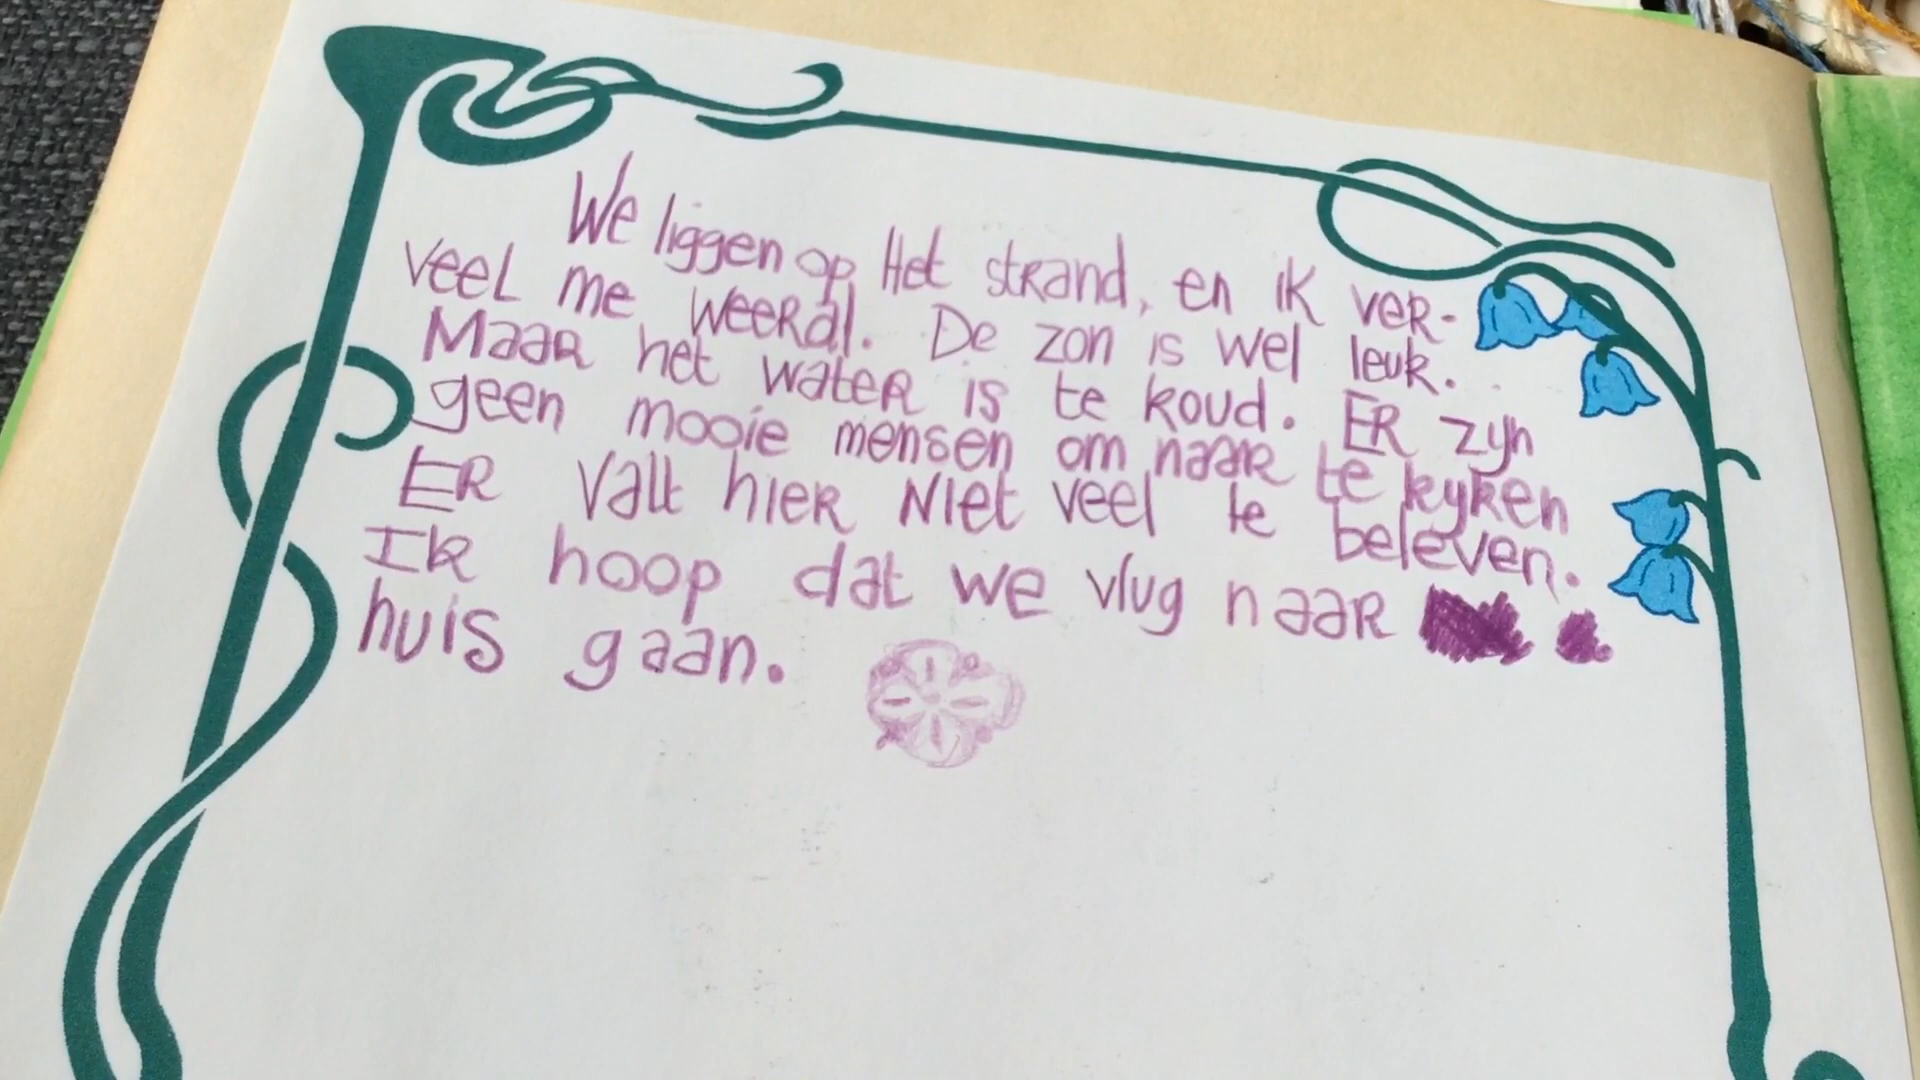 We liggen op Het strand, en ik ver-
veel me weeral. De zon is wel leuk.
Maar het water is te koud. Er zyn
geen mooie mensen om naar te kyken
Er valt hier Niet veel te beleven.
Ik hoop dat we vlug naar
huis gaan.